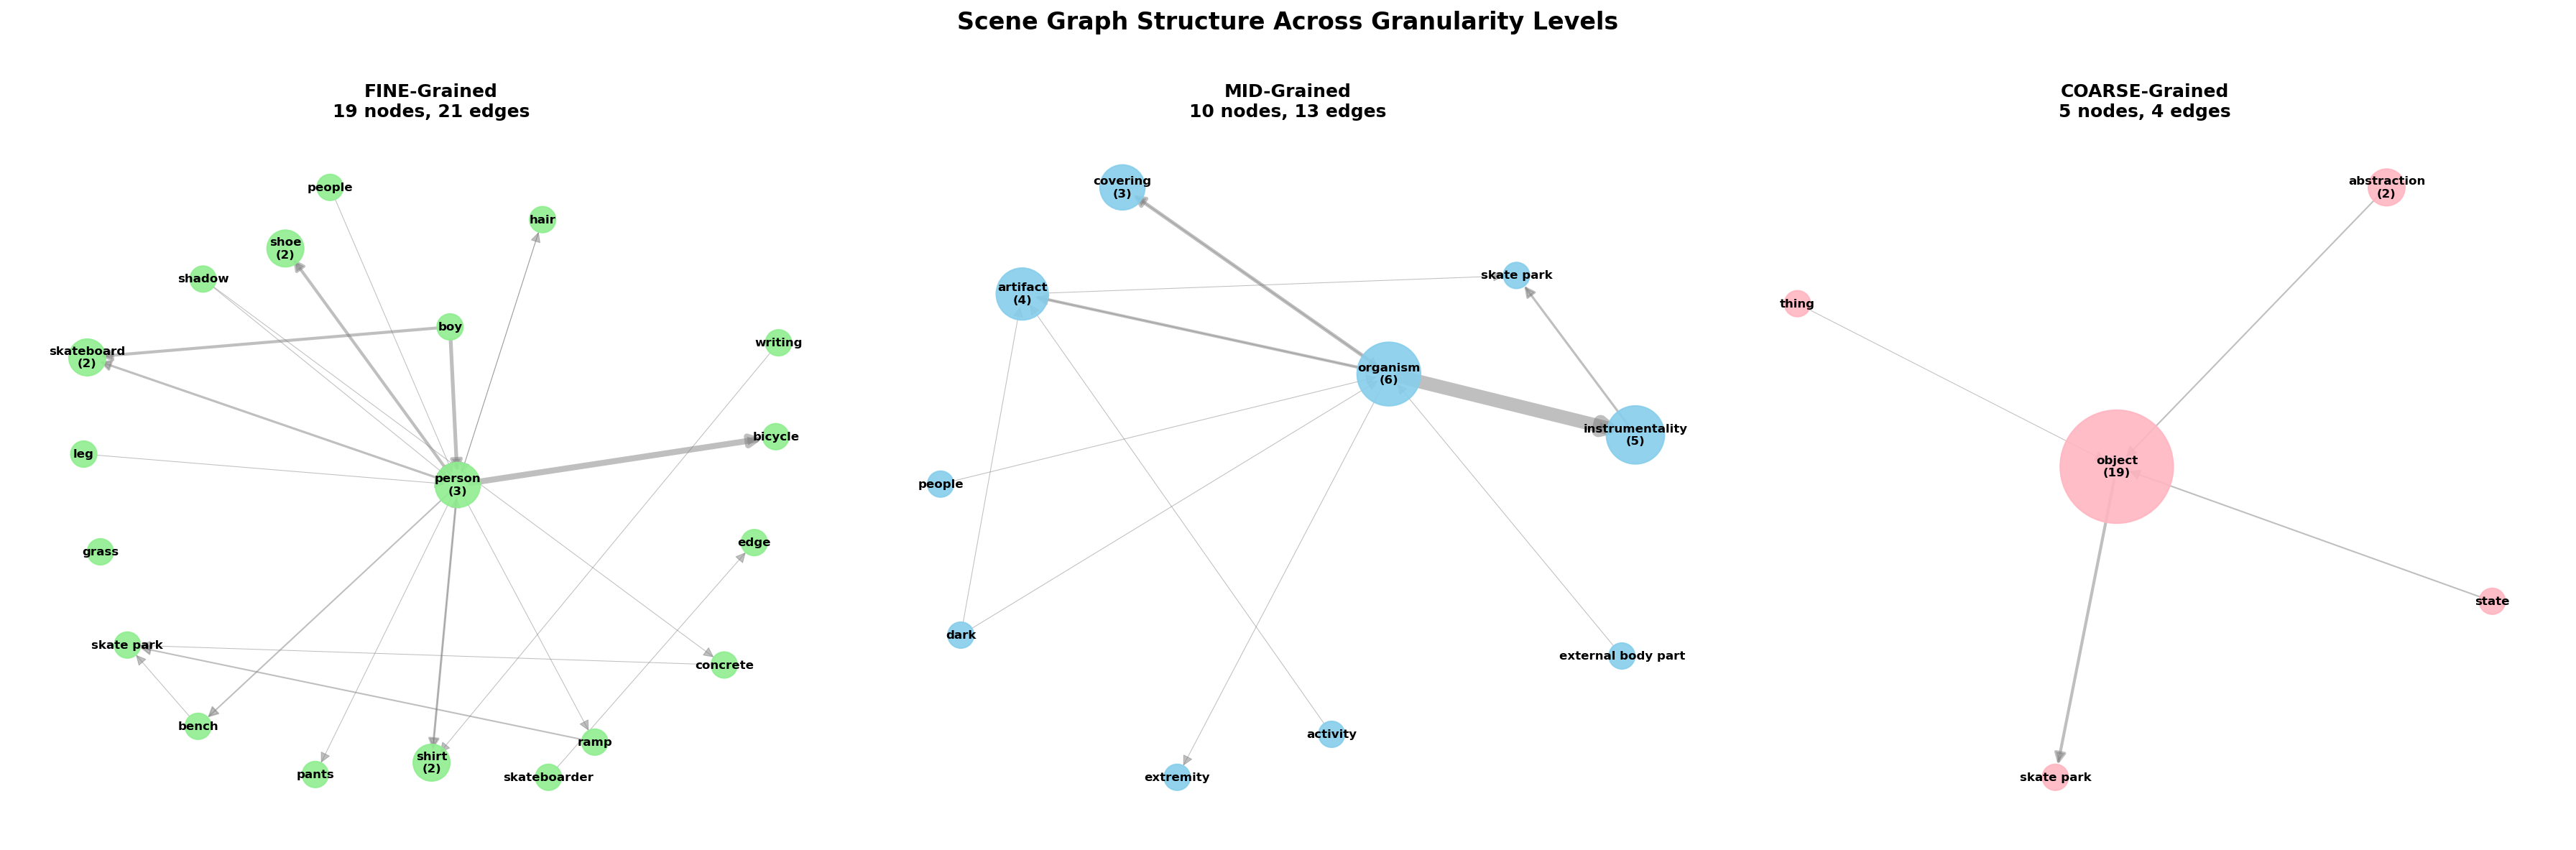 Scene Graph Structure Across Granularity Levels
FINE-Grained
19 nodes, 21 edges
people
hair
shoe
(2)
shadow
boy
writing
skateboard
(2)
bicycle
leg
person
(3)
edge
grass
skate park
concrete
bench
ramp
shirt
(2)
pants
skateboarder
MID-Grained
10 nodes, 13 edges
covering
(3)
skate park
artifact
(4)
organism
(6)
instrumentality
(5)
people
dark
external body part
activity
extremity
COARSE-Grained
5 nodes, 4 edges
abstraction
(2)
thing
object
(19)
state
skate park